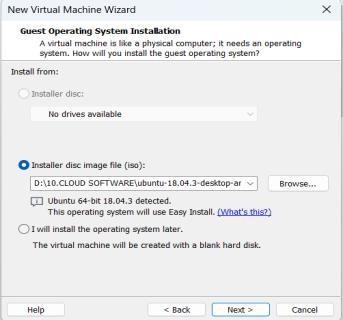 New Virtual Machine Wizard
Guest Operating System Installation
A virtual machine is like a physical computer; it needs an operating
system. How will you install the guest operating system?
Install from:
Installer disc:
No drives available
Installer disc image file (iso):
D:\10.CLOUD SOFTWARE\ubuntu-18.04.3-desktop-ar
Browse...
Ubuntu 64-bit 18.04.3 detected.
This operating system will use Easy Install. (What's this?)
I will install the operating system later.
The virtual machine will be created with a blank hard disk.
Help
< Back
Next >
Cancel